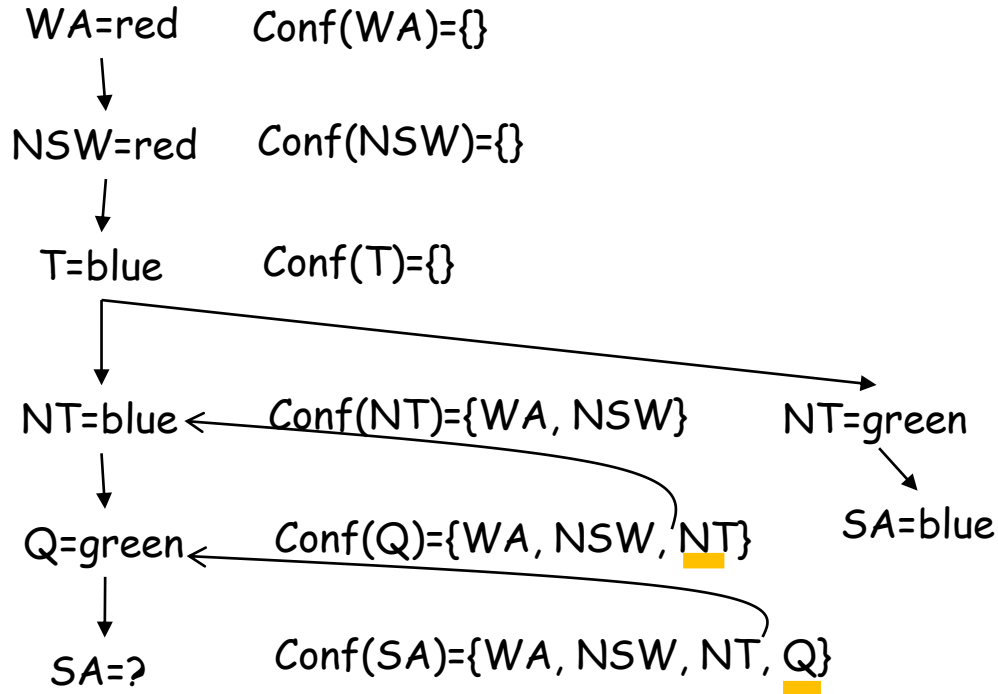 WA=red Conf(WA)={}
NSW=red Conf(NSW)={}
T=blue Conf(T)={}
NT=blue Conf(NT)={WA, NSW} NT=green
Q=green Conf(Q)={WA, NSW, NT} SA=blue
SA=? Conf(SA)={WA, NSW, NT, Q}